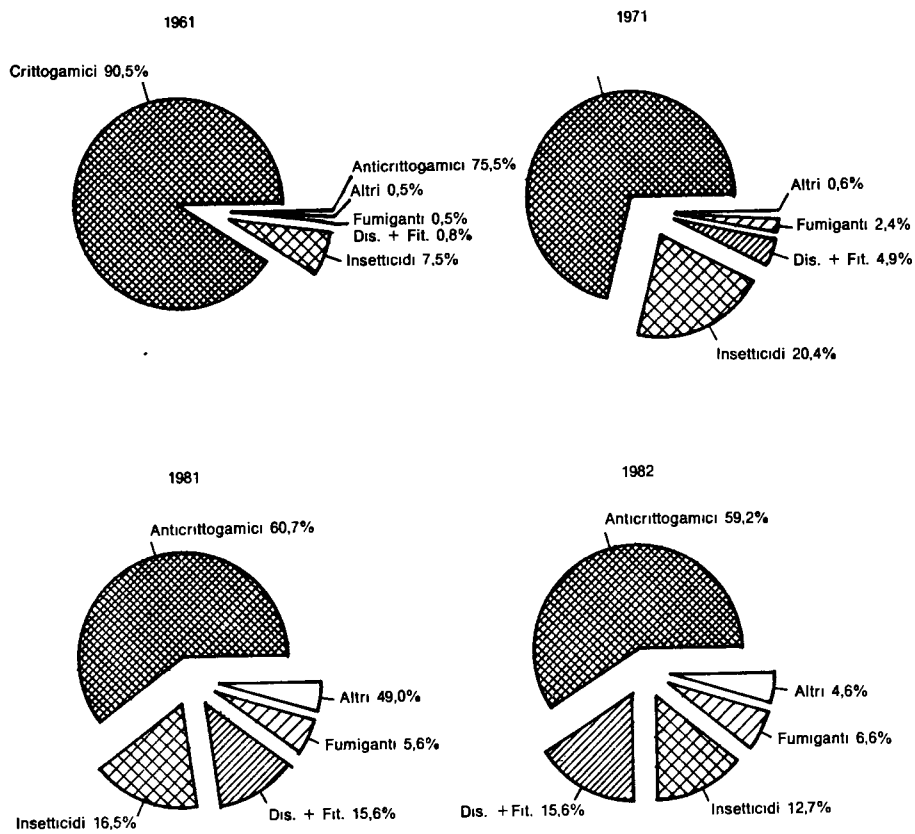 1961
Crittogamici 90,5%
Anticrittogamici 75,5%
Altri 0,5%
Fumiganti 0,5%
Dis. + Fit. 0,8%
Insetticidi 7,5%
1971
Altri 0,6%
Fumiganti 2,4%
Dis. + Fit. 4,9%
Insetticidi 20,4%
1981
Anticrittogamici 60,7%
Altri 49,0%
Fumiganti 5,6%
Dis. + Fit. 15,6%
Insetticidi 16,5%
1982
Anticrittogamici 59,2%
Altri 4,6%
Fumiganti 6,6%
Insetticidi 12,7%
Dis. +Fit. 15,6%